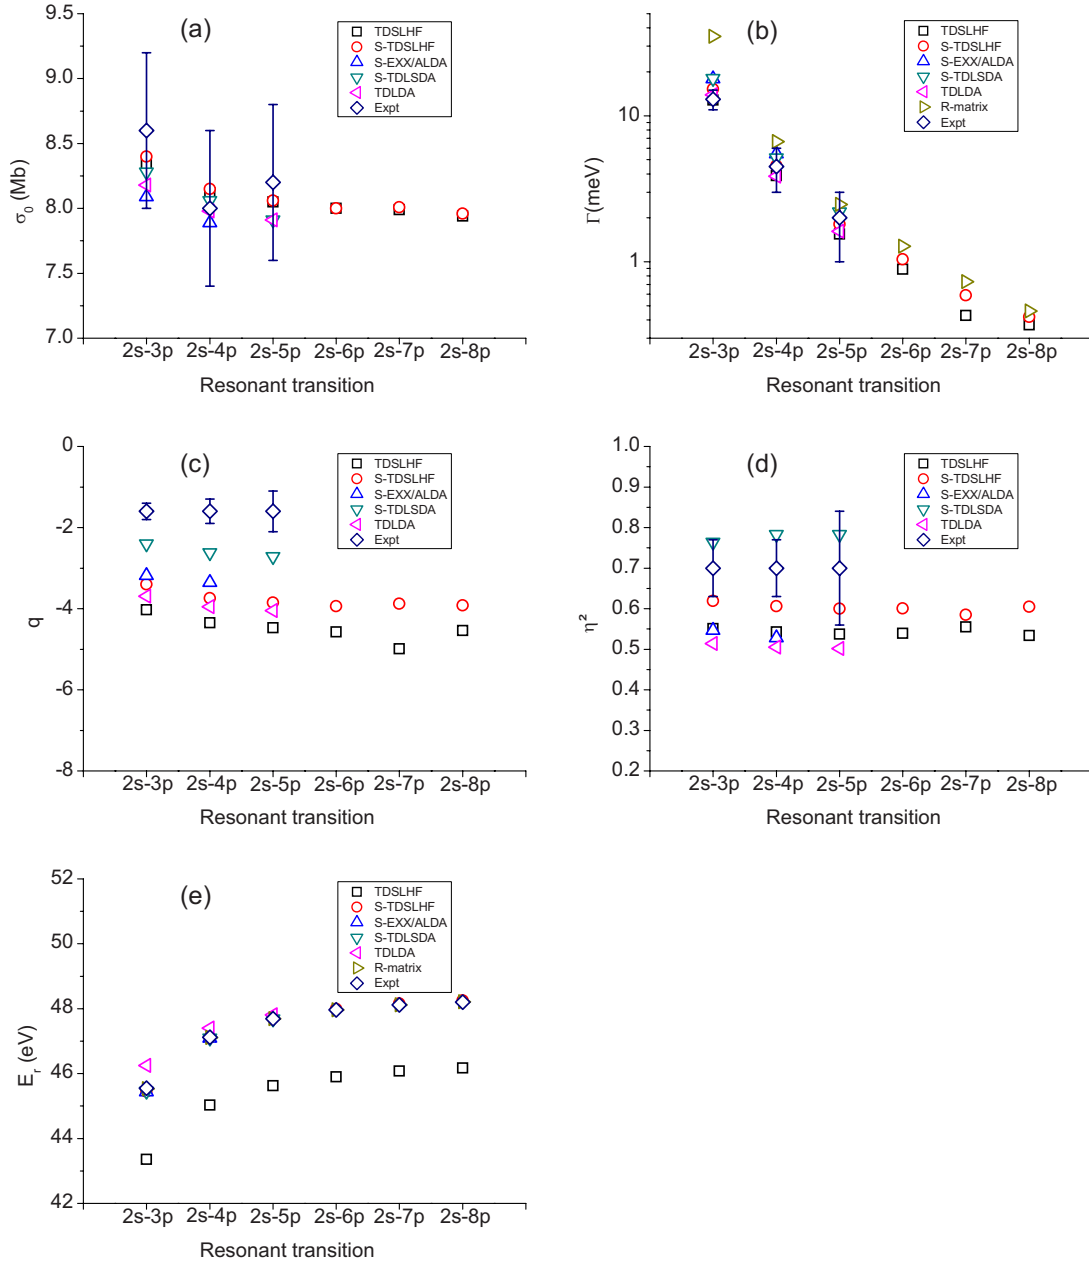 (a)
9.5
9.0
8.5
8.0
7.5
7.0
σ₀ (Mb)
TDSLHF
S-TDSLHF
S-EXX/ALDA
S-TDLSDA
TDLDA
Expt
2s-3p 2s-4p 2s-5p 2s-6p 2s-7p 2s-8p
Resonant transition
(b)
10
1
Γ(meV)
TDSLHF
S-TDSLHF
S-EXX/ALDA
S-TDLSDA
TDLDA
R-matrix
Expt
2s-3p 2s-4p 2s-5p 2s-6p 2s-7p 2s-8p
Resonant transition
(c)
0
-2
-4
-6
-8
q
TDSLHF
S-TDSLHF
S-EXX/ALDA
S-TDLSDA
TDLDA
Expt
2s-3p 2s-4p 2s-5p 2s-6p 2s-7p 2s-8p
Resonant transition
(d)
1.0
0.9
0.8
0.7
0.6
0.5
0.4
0.3
0.2
η²
TDSLHF
S-TDSLHF
S-EXX/ALDA
S-TDLSDA
TDLDA
Expt
2s-3p 2s-4p 2s-5p 2s-6p 2s-7p 2s-8p
Resonant transition
(e)
52
50
48
46
44
42
E_r (eV)
TDSLHF
S-TDSLHF
S-EXX/ALDA
S-TDLSDA
TDLDA
R-matrix
Expt
2s-3p 2s-4p 2s-5p 2s-6p 2s-7p 2s-8p
Resonant transition